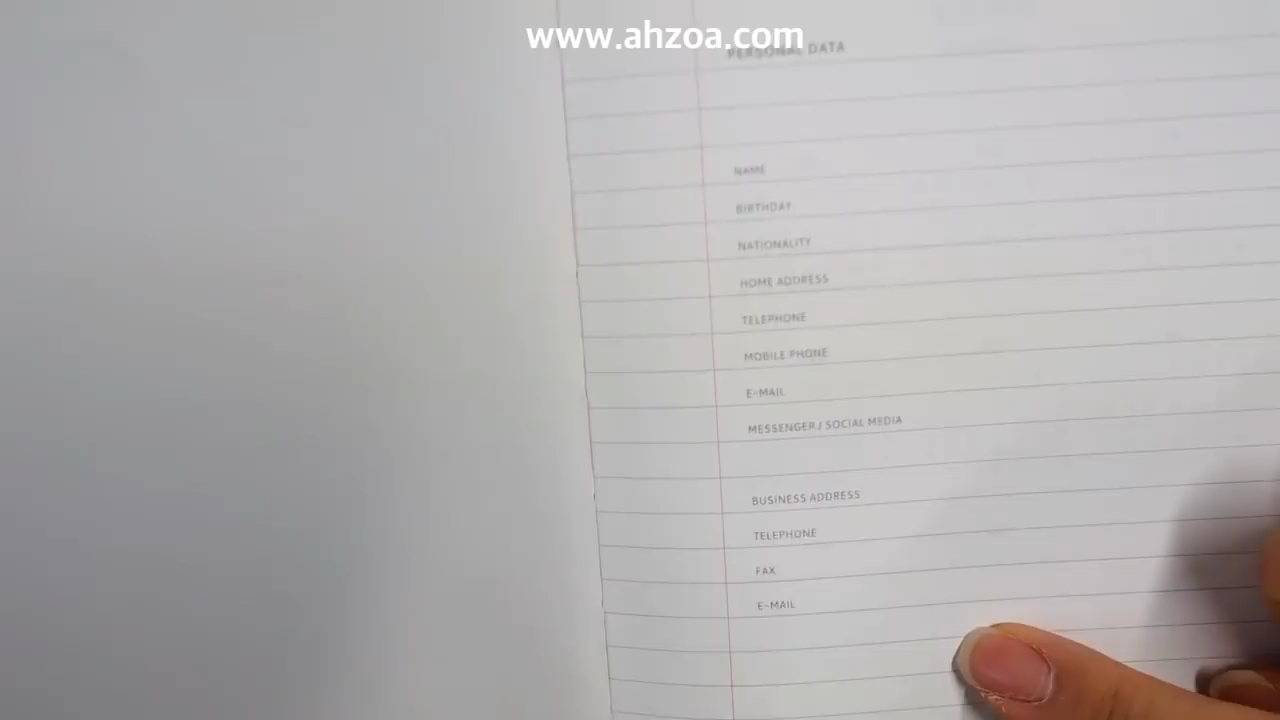 www.ahzoa.com
PERSONAL DATA
NAME
BIRTHDAY
NATIONALITY
HOME ADDRESS
TELEPHONE
MOBILE PHONE
E-MAIL
MESSENGER / SOCIAL MEDIA
BUSINESS ADDRESS
TELEPHONE
FAX
E-MAIL